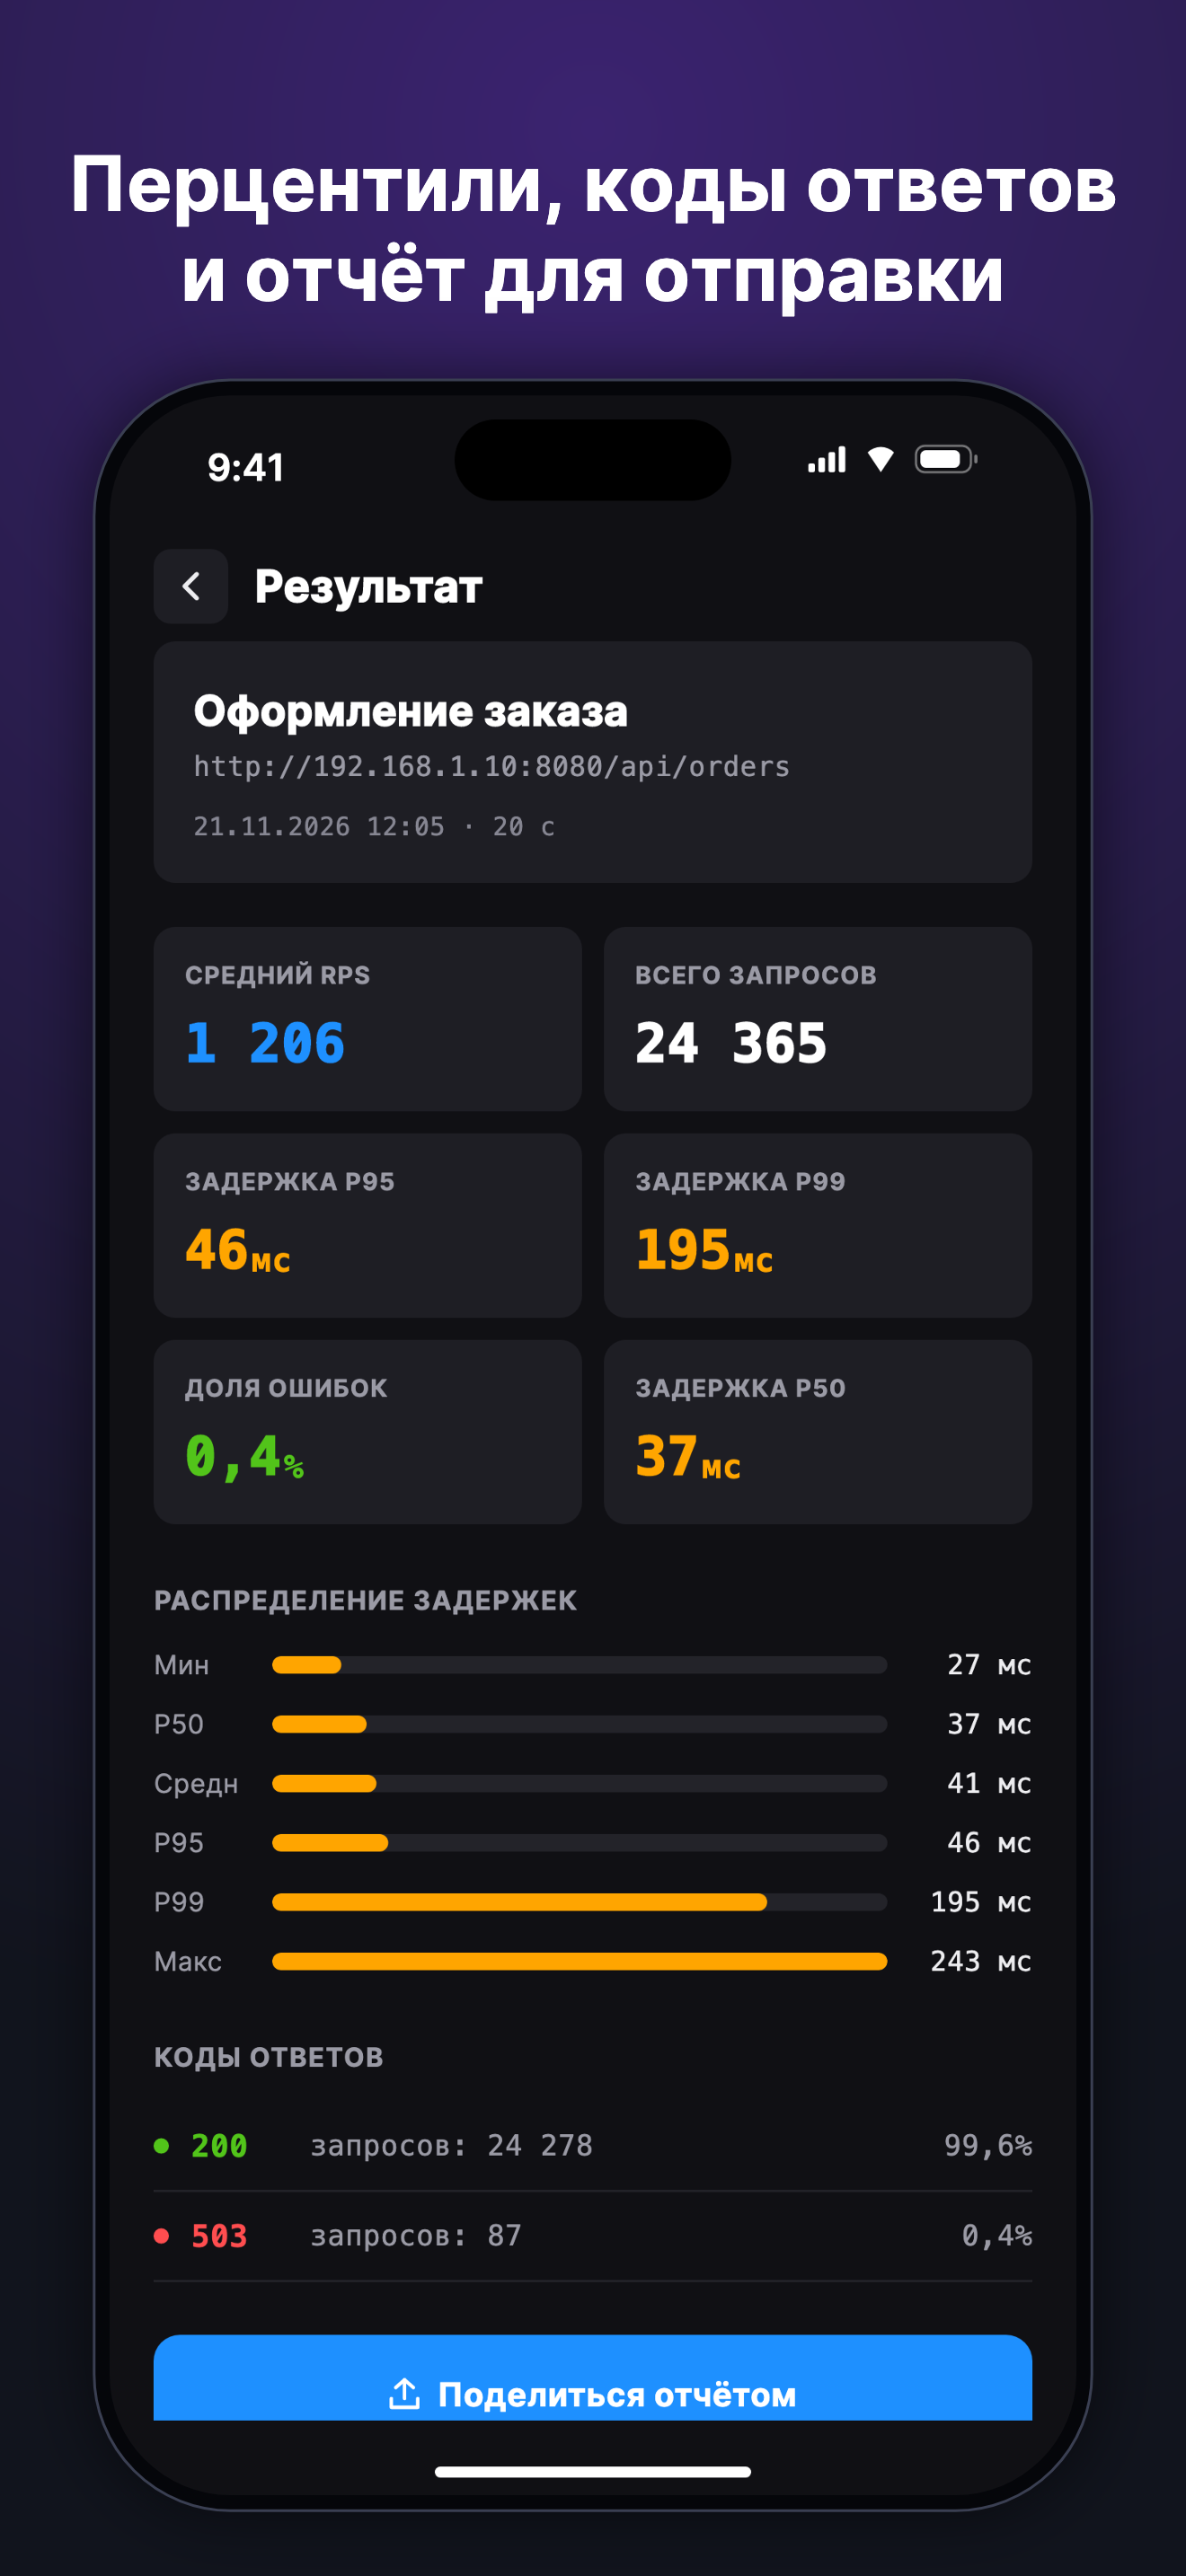 Перцентили, коды ответов
и отчёт для отправки
9:41
Результат
Оформление заказа
http://192.168.1.10:8080/api/orders
21.11.2026 12:05 · 20 с
СРЕДНИЙ RPS
1 206
ВСЕГО ЗАПРОСОВ
24 365
ЗАДЕРЖКА P95
46мс
ЗАДЕРЖКА P99
195мс
ДОЛЯ ОШИБОК
0,4%
ЗАДЕРЖКА P50
37мс
РАСПРЕДЕЛЕНИЕ ЗАДЕРЖЕК
Мин 27 мс
P50 37 мс
Средн 41 мс
P95 46 мс
P99 195 мс
Макс 243 мс
КОДЫ ОТВЕТОВ
200 запросов: 24 278 99,6%
503 запросов: 87 0,4%
Поделиться отчётом